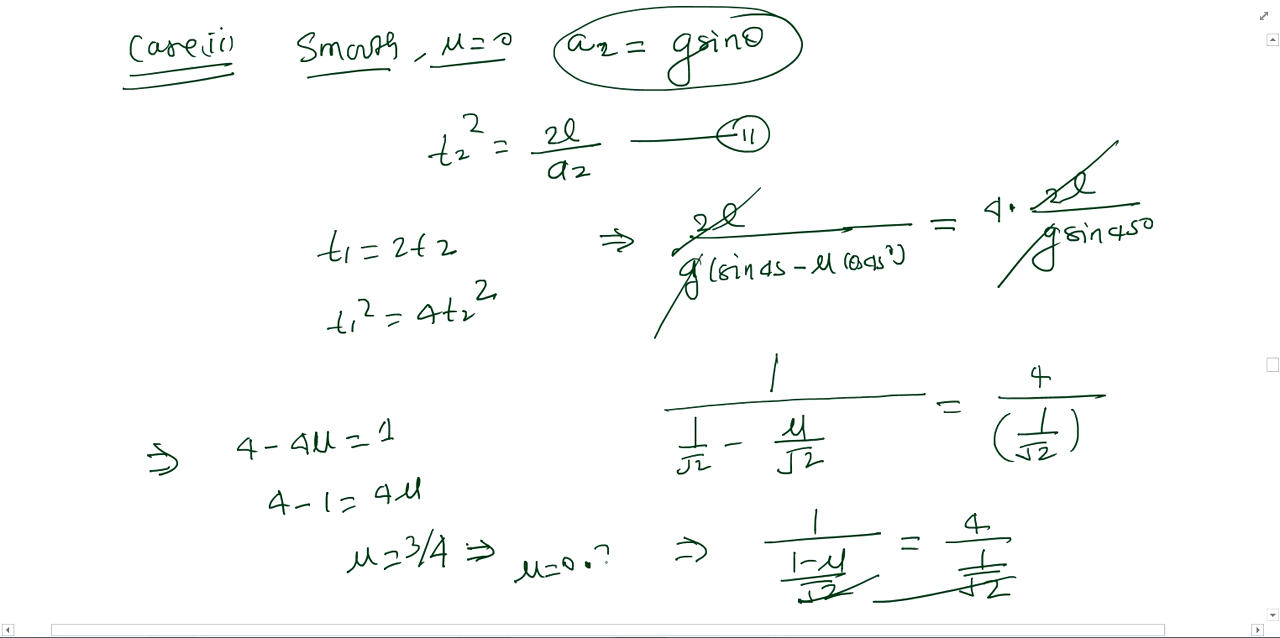 Case(ii) Smooth, μ=0 a₂ = g sinθ
t₂² = 2l/a₂ —— (11)
t₁ = 2t₂ ⇒ 2l/g(sin45 − μ cos45°) = 4 · 2l/g sin45°
t₁² = 4t₂²
1/(1/√2 − μ/√2) = 4/(1/√2)
⇒ 4 − 4μ = 1
4 − 1 = 4μ
μ = 3/4 ⇒ μ = 0.? ⇒ 1/((1−μ)/√2) = 4/(1/√2)